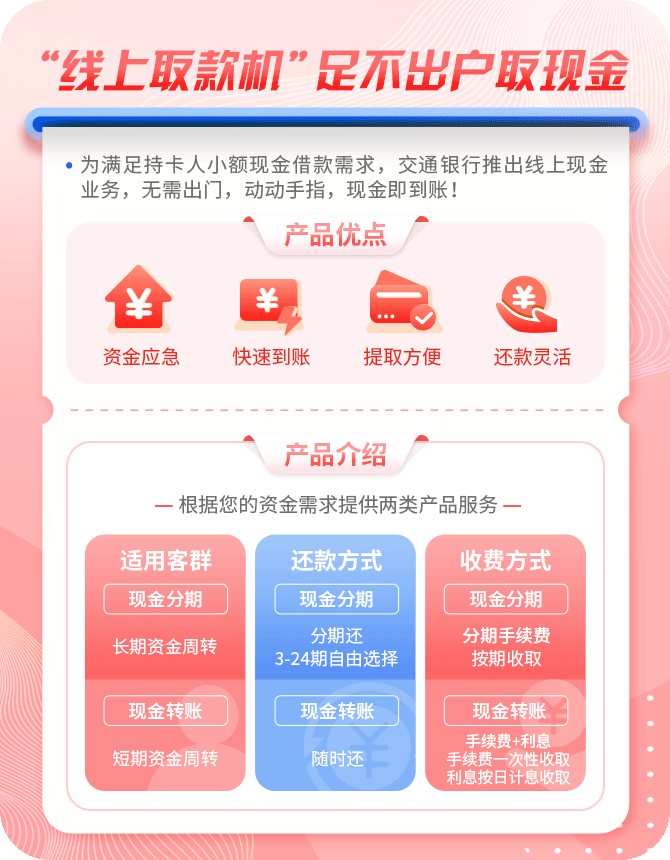 “线上取款机”足不出户取现金
• 为满足持卡人小额现金借款需求，交通银行推出线上现金
业务，无需出门，动动手指，现金即到账！
产品优点
资金应急
快速到账
提取方便
还款灵活
产品介绍
— 根据您的资金需求提供两类产品服务 —
适用客群
现金分期
长期资金周转
现金转账
短期资金周转
还款方式
现金分期
分期还
3-24期自由选择
现金转账
随时还
收费方式
现金分期
分期手续费
按期收取
现金转账
手续费+利息
手续费一次性收取
利息按日计息收取